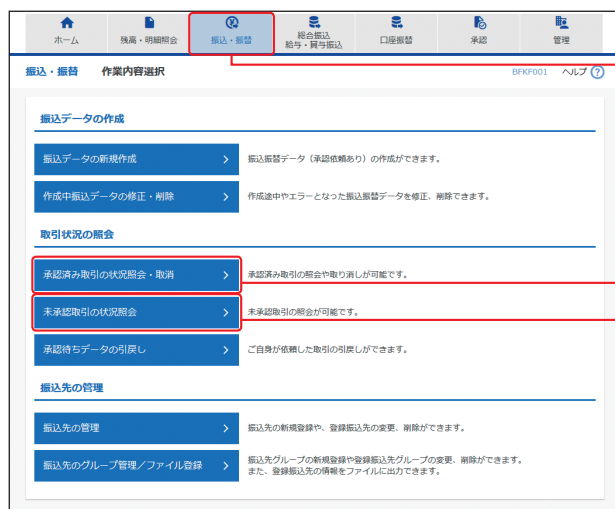 ホーム
残高・明細照会
振込・振替
総合振込
給与・賞与振込
口座振替
承認
管理
振込・振替 作業内容選択
BFKF001 ヘルプ ?
振込データの作成
振込データの新規作成
振込振替データ（承認依頼あり）の作成ができます。
作成中振込データの修正・削除
作成途中やエラーとなった振込振替データを修正、削除できます。
取引状況の照会
承認済み取引の状況照会・取消
承認済み取引の照会や取り消しが可能です。
未承認取引の状況照会
未承認取引の照会が可能です。
承認待ちデータの引戻し
ご自身が依頼した取引の引戻しができます。
振込先の管理
振込先の管理
振込先の新規登録や、登録振込先の変更、削除ができます。
振込先のグループ管理／ファイル登録
振込先グループの新規登録や登録振込先グループの変更、削除ができます。
また、登録振込先の情報をファイルに出力できます。